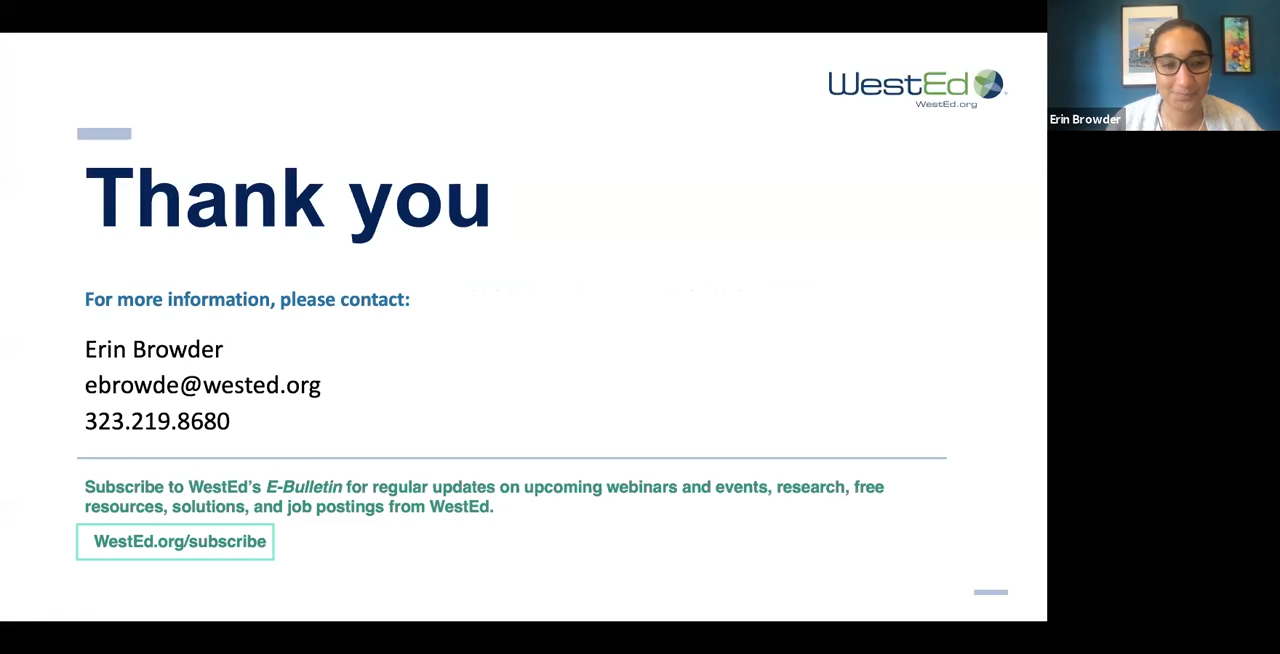 WestEd
WestEd.org
Erin Browder
Thank you
For more information, please contact:
Erin Browder
ebrowde@wested.org
323.219.8680
Subscribe to WestEd’s E-Bulletin for regular updates on upcoming webinars and events, research, free
resources, solutions, and job postings from WestEd.
WestEd.org/subscribe